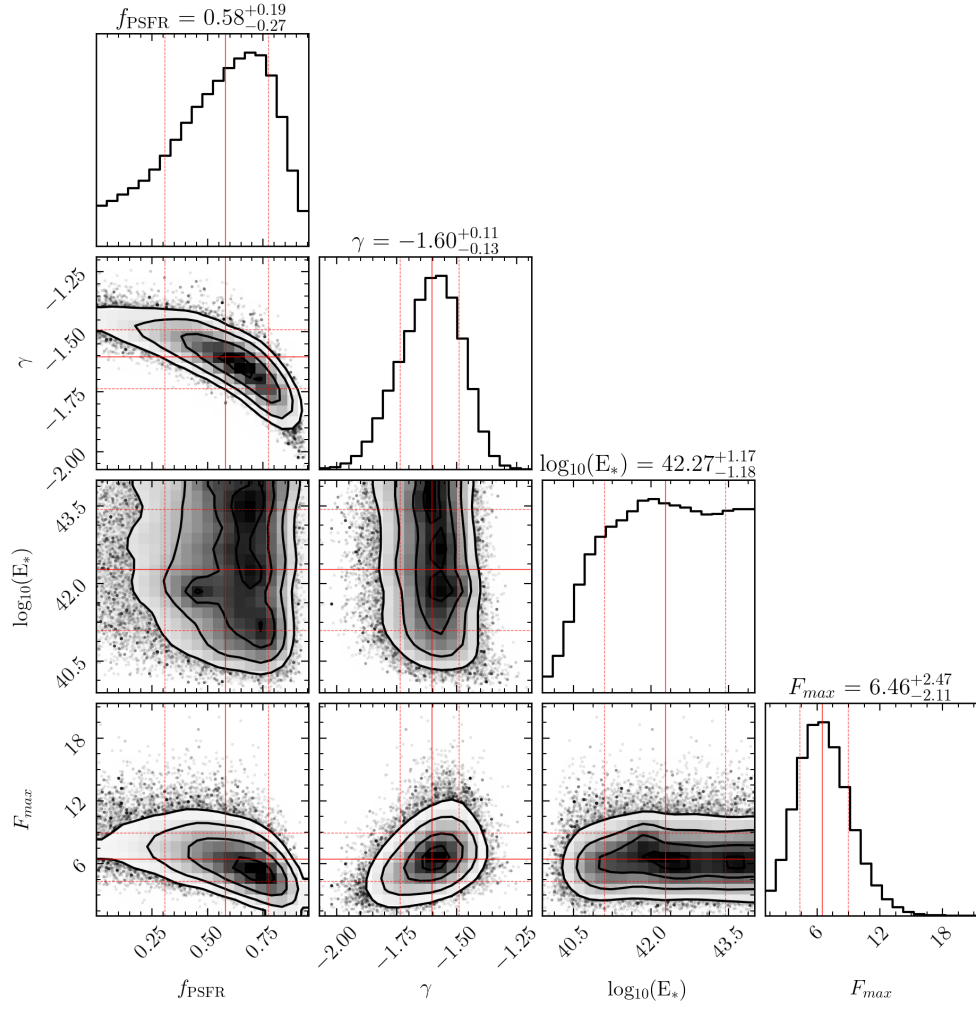 f_PSFR = 0.58^{+0.19}_{-0.27}
γ = −1.60^{+0.11}_{-0.13}
−1.25
−1.50
−1.75
−2.00
γ
log₁₀(E_*) = 42.27^{+1.17}_{-1.18}
43.5
42.0
40.5
log₁₀(E_*)
F_max = 6.46^{+2.47}_{-2.11}
18
12
6
F_max
0.25 0.50 0.75 −2.00 −1.75 −1.50 −1.25 40.5 42.0 43.5 6 12 18
f_PSFR γ log₁₀(E_*) F_max